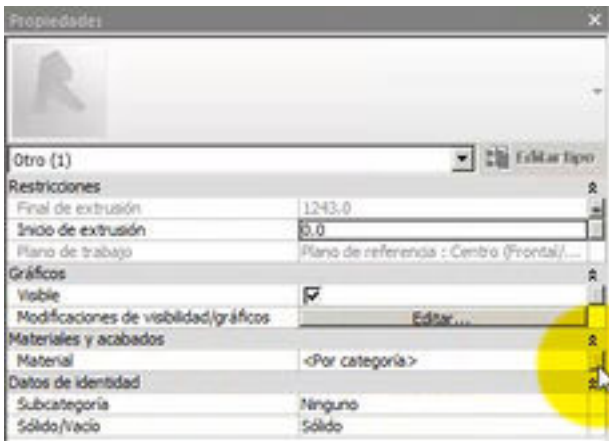 Propiedades
Otro (1)
Editar tipo
Restricciones
Final de extrusión 1243.0
Inicio de extrusión 0.0
Plano de trabajo Plano de referencia : Centro (Frontal/...
Gráficos
Visible
Modificaciones de visibilidad/gráficos Editar...
Materiales y acabados
Material <Por categoría>
Datos de identidad
Subcategoría Ninguno
Sólido/Vacío Sólido